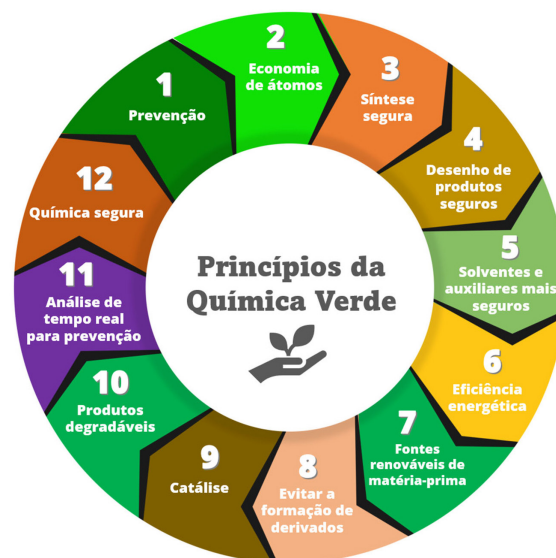 Princípios da
Química Verde
1
Prevenção
2
Economia
de átomos
3
Síntese
segura
4
Desenho de
produtos
seguros
5
Solventes e
auxiliares mais
seguros
6
Eficiência
energética
7
Fontes
renováveis de
matéria-prima
8
Evitar a
formação de
derivados
9
Catálise
10
Produtos
degradáveis
11
Análise de
tempo real
para prevenção
12
Química segura